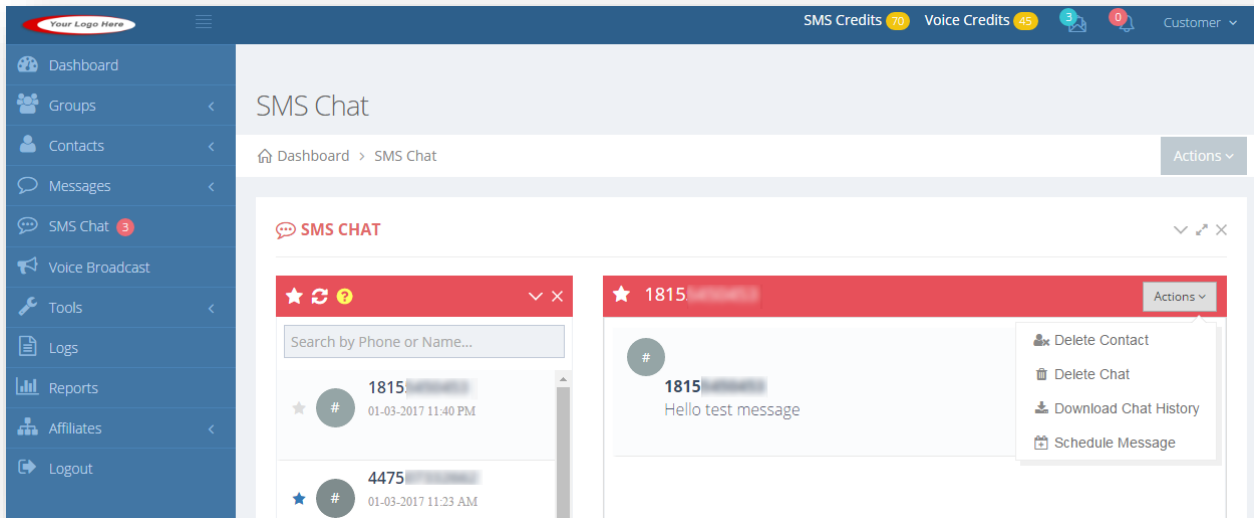 Your Logo Here
SMS Credits 70 Voice Credits 45 3 0 Customer
Dashboard
Groups
Contacts
Messages
SMS Chat 3
Voice Broadcast
Tools
Logs
Reports
Affiliates
Logout
SMS Chat
Dashboard > SMS Chat
Actions
SMS CHAT
?
Search by Phone or Name...
# 1815
01-03-2017 11:40 PM
# 4475
01-03-2017 11:23 AM
1815
Actions
#
1815
Hello test message
Delete Contact
Delete Chat
Download Chat History
Schedule Message